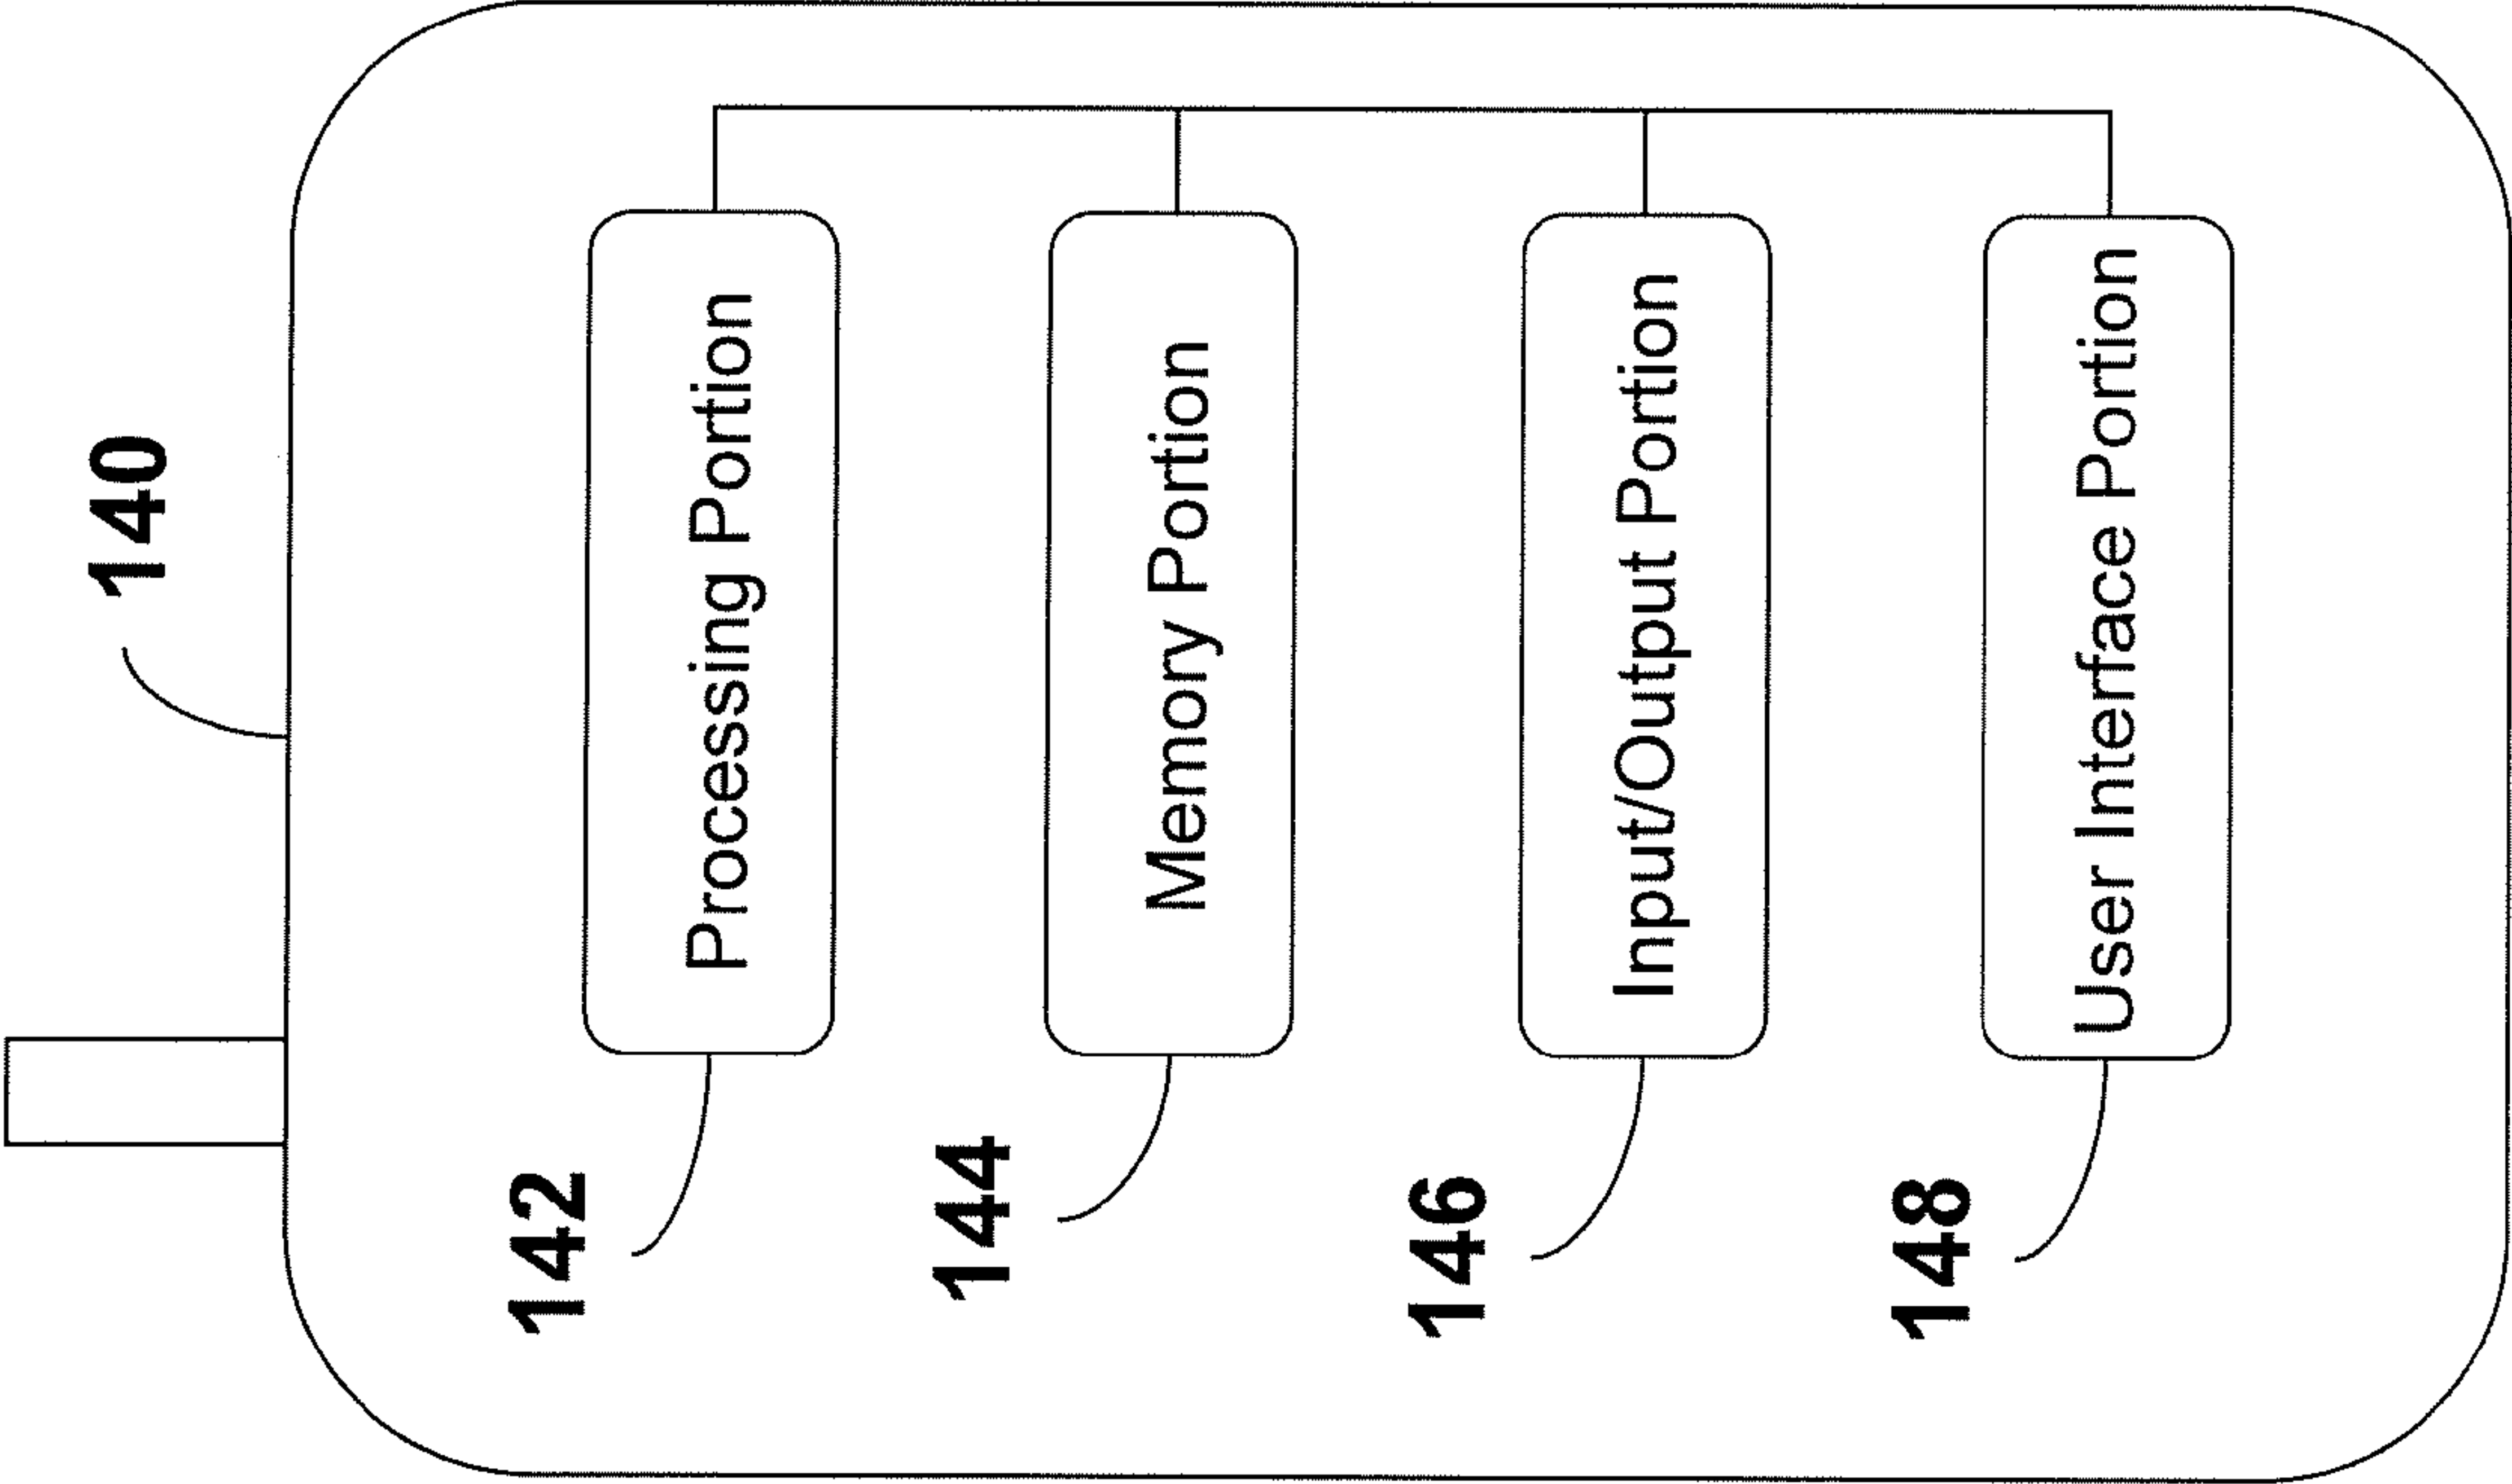 140
142
Processing Portion
144
Memory Portion
146
Input/Output Portion
148
User Interface Portion